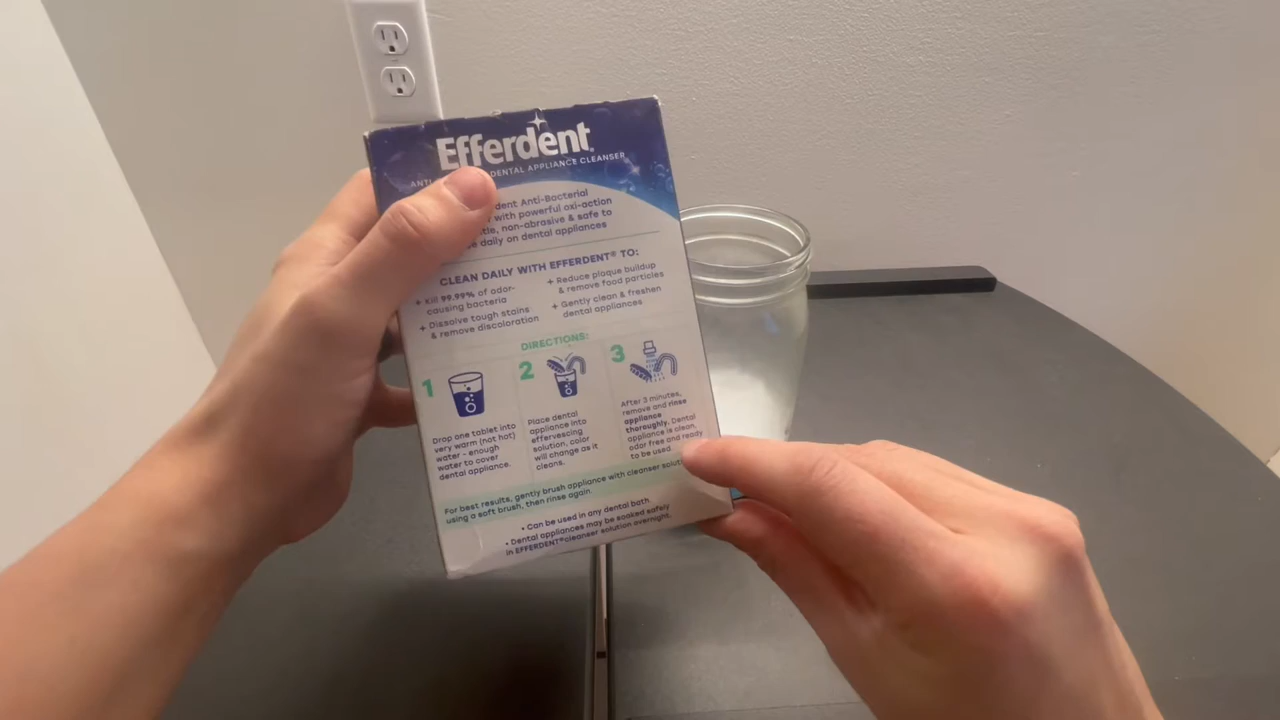 Efferdent
ANTI DENTAL APPLIANCE CLEANSER
dent Anti-Bacterial
with powerful oxi-action
tle, non-abrasive & safe to
daily on dental appliances
CLEAN DAILY WITH EFFERDENT® TO:
+ Kill 99.99% of odor-
causing bacteria
+ Dissolve tough stains
& remove discoloration
+ Reduce plaque buildup
& remove food particles
+ Gently clean & freshen
dental appliances
DIRECTIONS:
1
Drop one tablet into
very warm (not hot)
water - enough
water to cover
dental appliance.
2
Place dental
appliance into
effervescing
solution, color
will change as it
cleans.
3
After 3 minutes,
remove and rinse
appliance
thoroughly. Dental
appliance is clean,
odor free and ready
to be used.
For best results, gently brush appliance with cleanser
using a soft brush, then rinse again.
• Can be used in any dental bath
• Dental appliances may be soaked safely
in EFFERDENT® cleanser solution overnight.